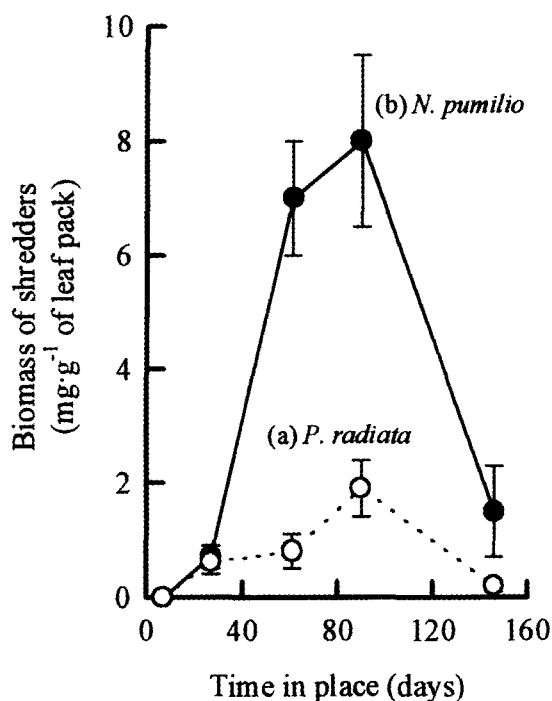 10
(b) N. pumilio
8
6
Biomass of shredders
(mg·g⁻¹ of leaf pack)
4
(a) P. radiata
2
0
0 40 80 120 160
Time in place (days)